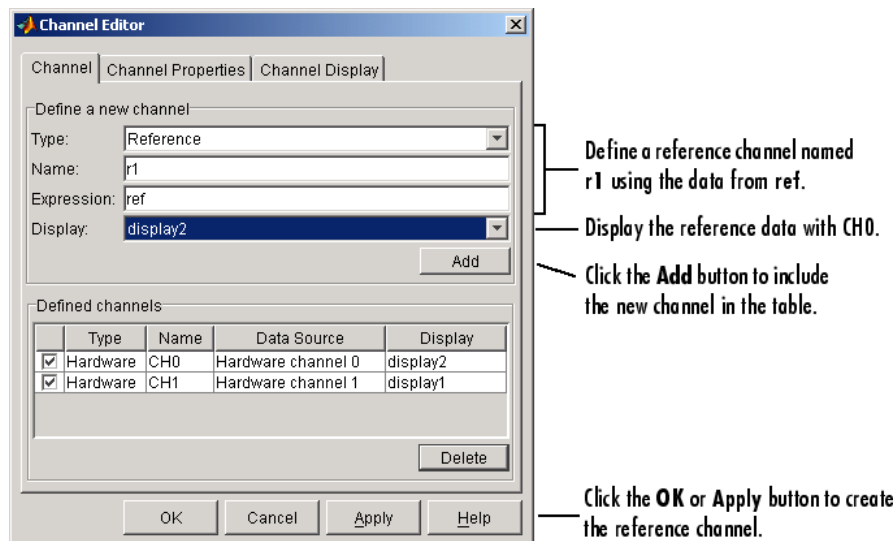 Channel Editor
Channel Channel Properties Channel Display
Define a new channel
Type: Reference
Name: r1
Expression: ref
Display: display2
Add
Define a reference channel named
r1 using the data from ref.
Display the reference data with CH0.
Click the Add button to include
the new channel in the table.
Defined channels
Type Name Data Source Display
Hardware CH0 Hardware channel 0 display2
Hardware CH1 Hardware channel 1 display1
Delete
OK Cancel Apply Help
Click the OK or Apply button to create
the reference channel.